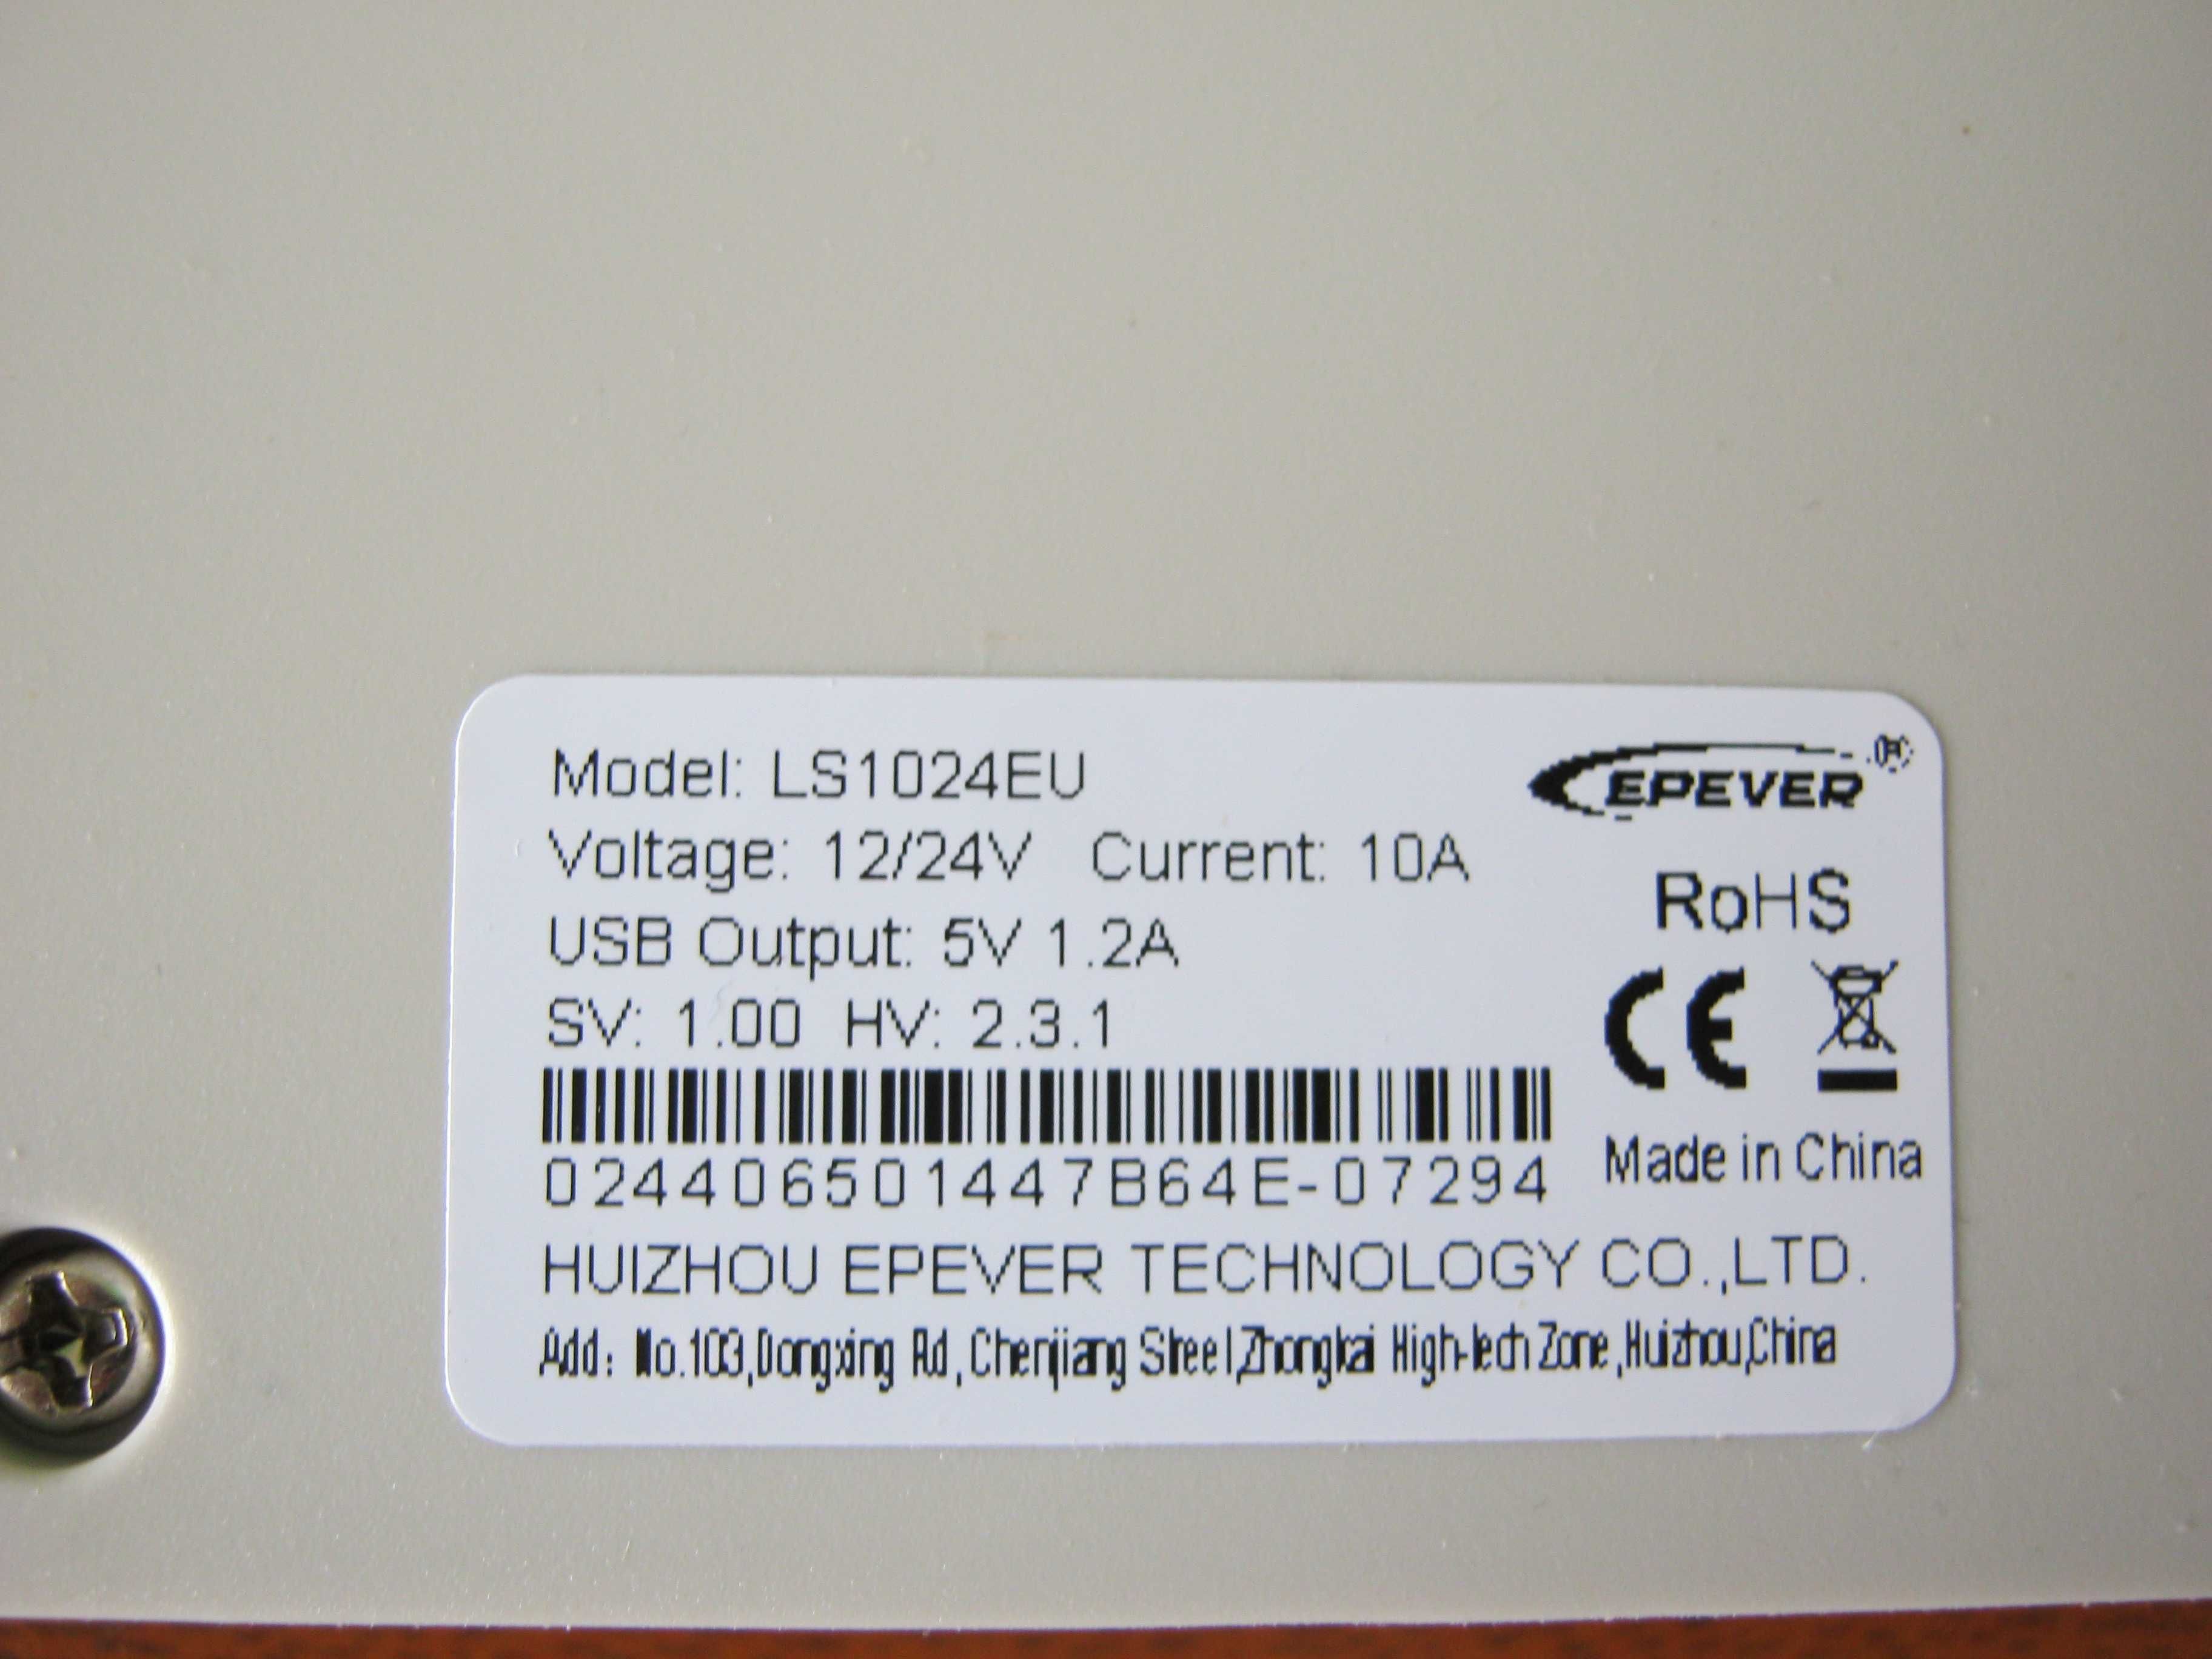 Model: LS1024EU
EPEVER®
Voltage: 12/24V Current: 10A
RoHS
USB Output: 5V 1.2A
SV: 1.00 HV: 2.3.1
CE
024406501447B64E-07294
Made in China
HUIZHOU EPEVER TECHNOLOGY CO.,LTD.
Add: No.103,Dongxing Rd,Chenjiang Street,Zhongkai High-tech Zone,Huizhou,China